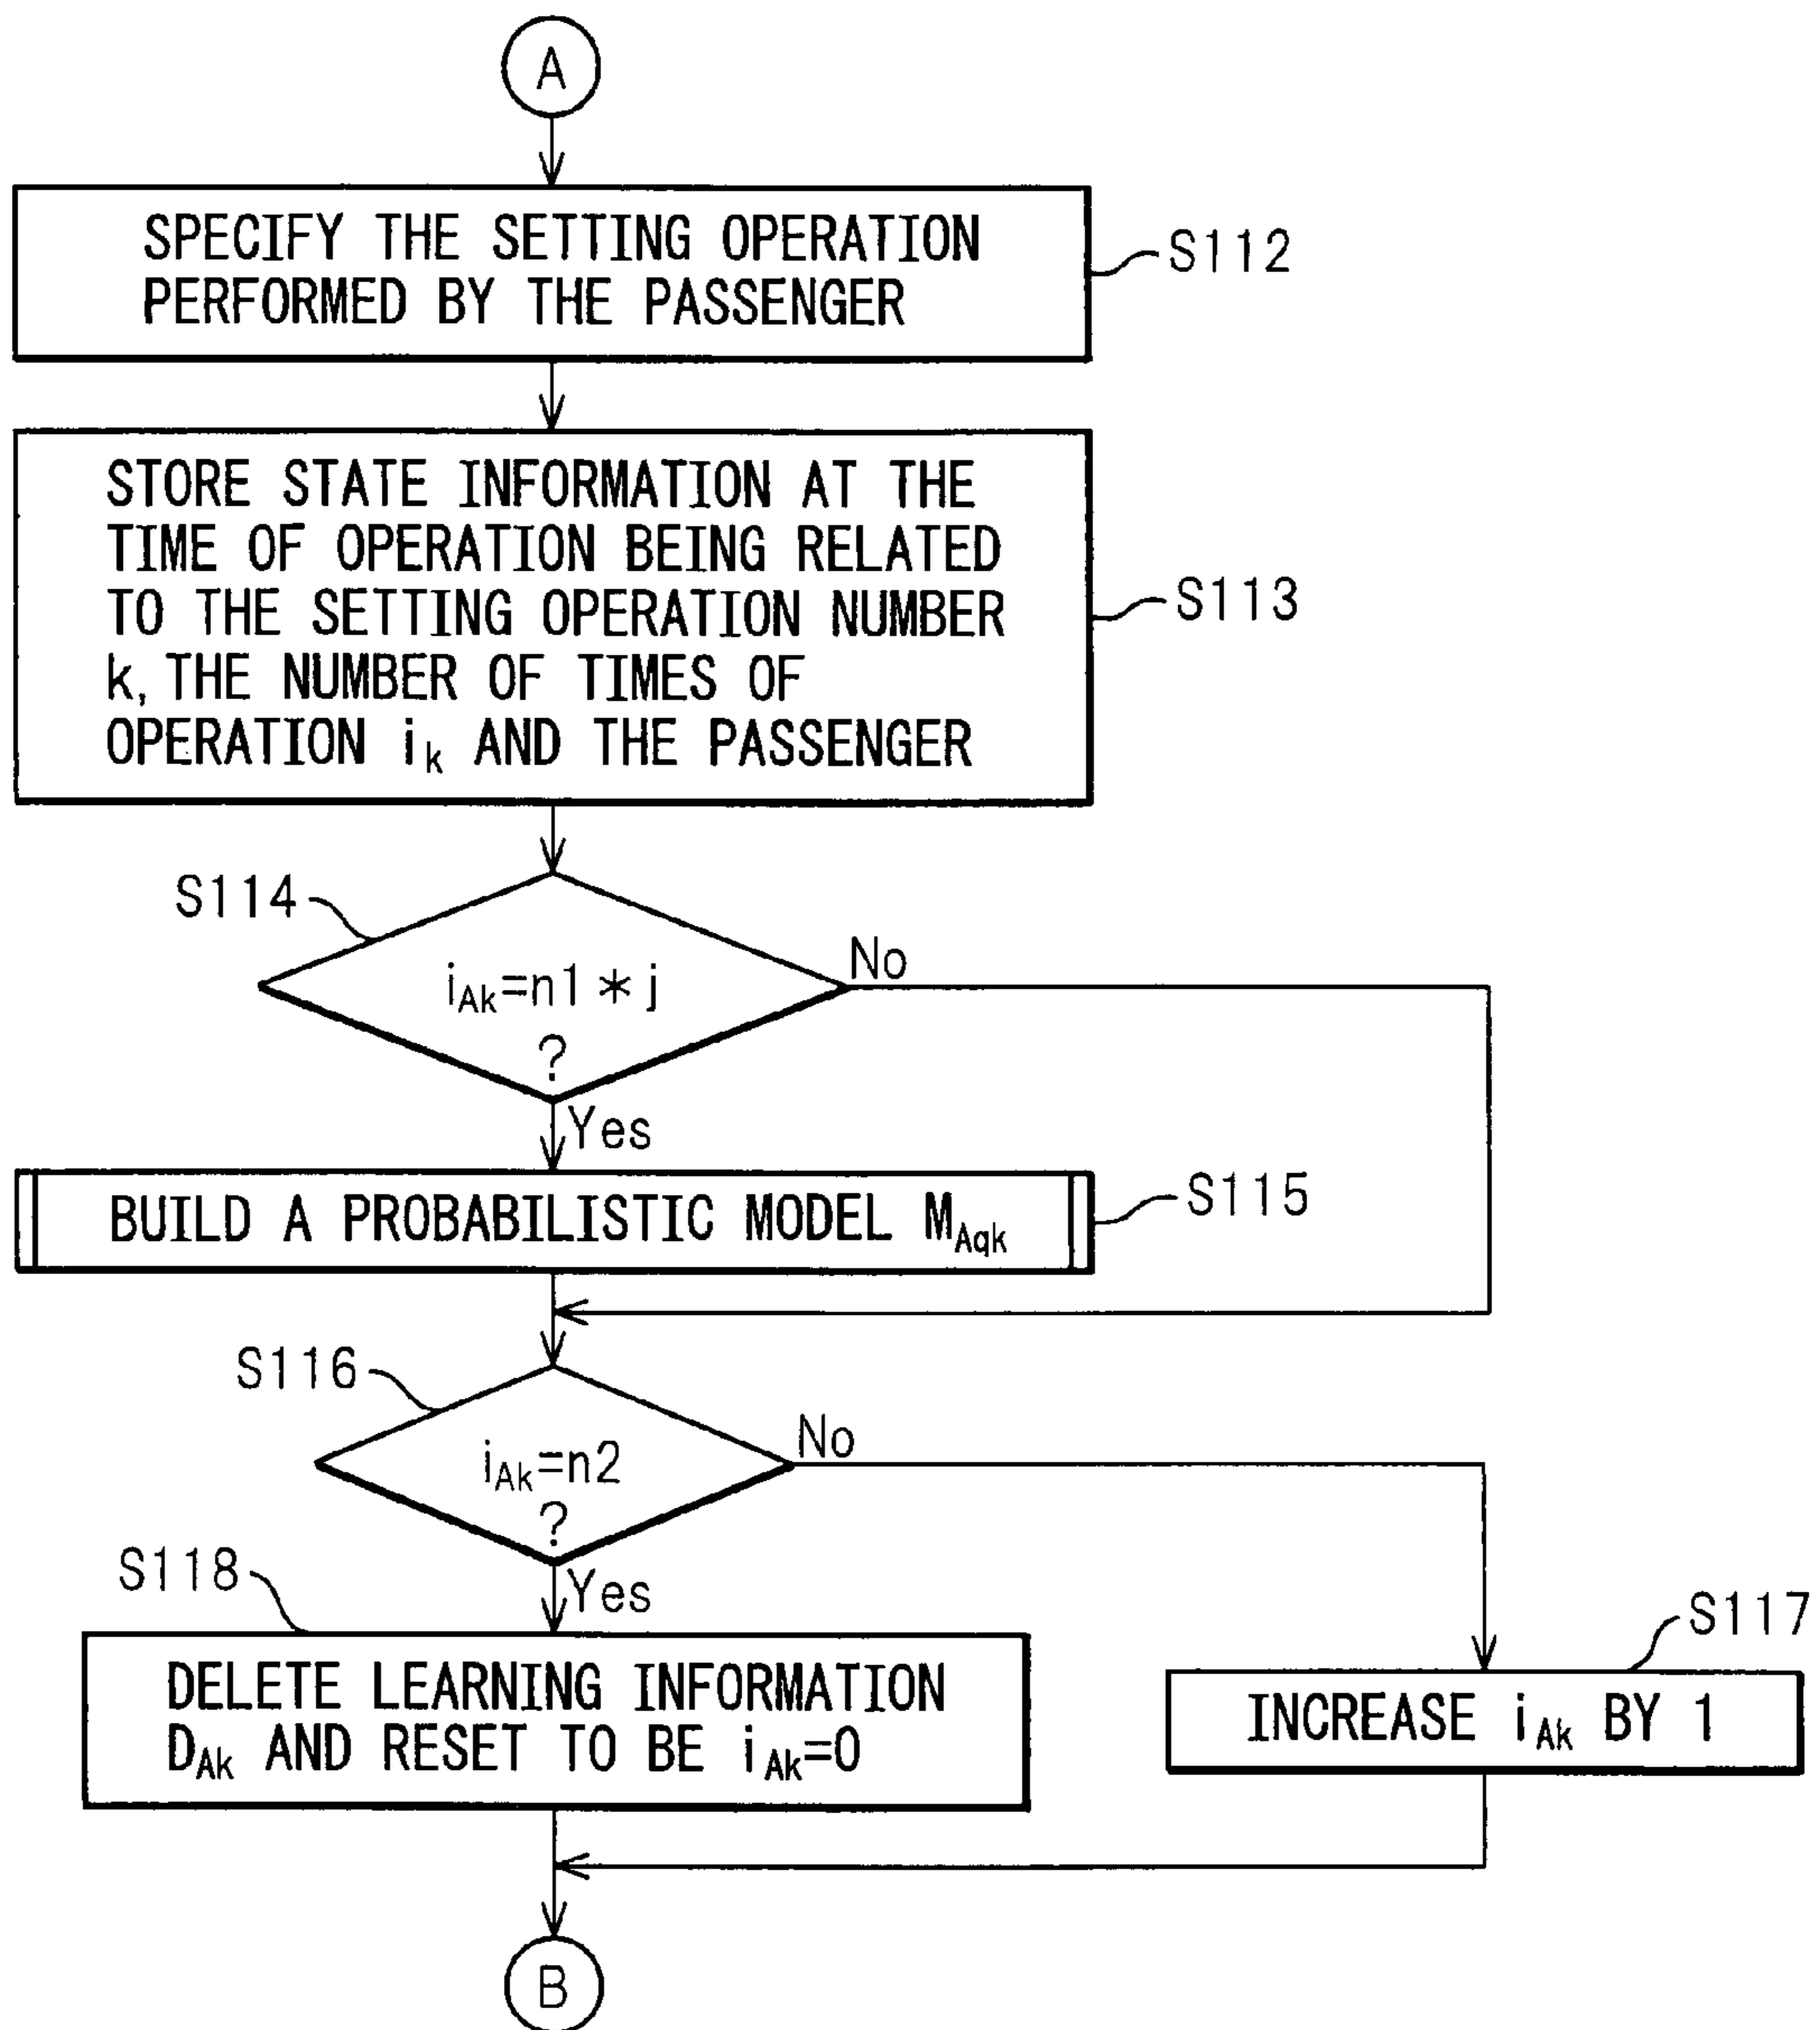 A
SPECIFY THE SETTING OPERATION
PERFORMED BY THE PASSENGER
S112
STORE STATE INFORMATION AT THE
TIME OF OPERATION BEING RELATED
TO THE SETTING OPERATION NUMBER
k, THE NUMBER OF TIMES OF
OPERATION ik AND THE PASSENGER
S113
S114
iAk=n1*j
?
No
Yes
BUILD A PROBABILISTIC MODEL MAqk
S115
S116
iAk=n2
?
No
Yes
S118
DELETE LEARNING INFORMATION
DAk AND RESET TO BE iAk=0
S117
INCREASE iAk BY 1
B